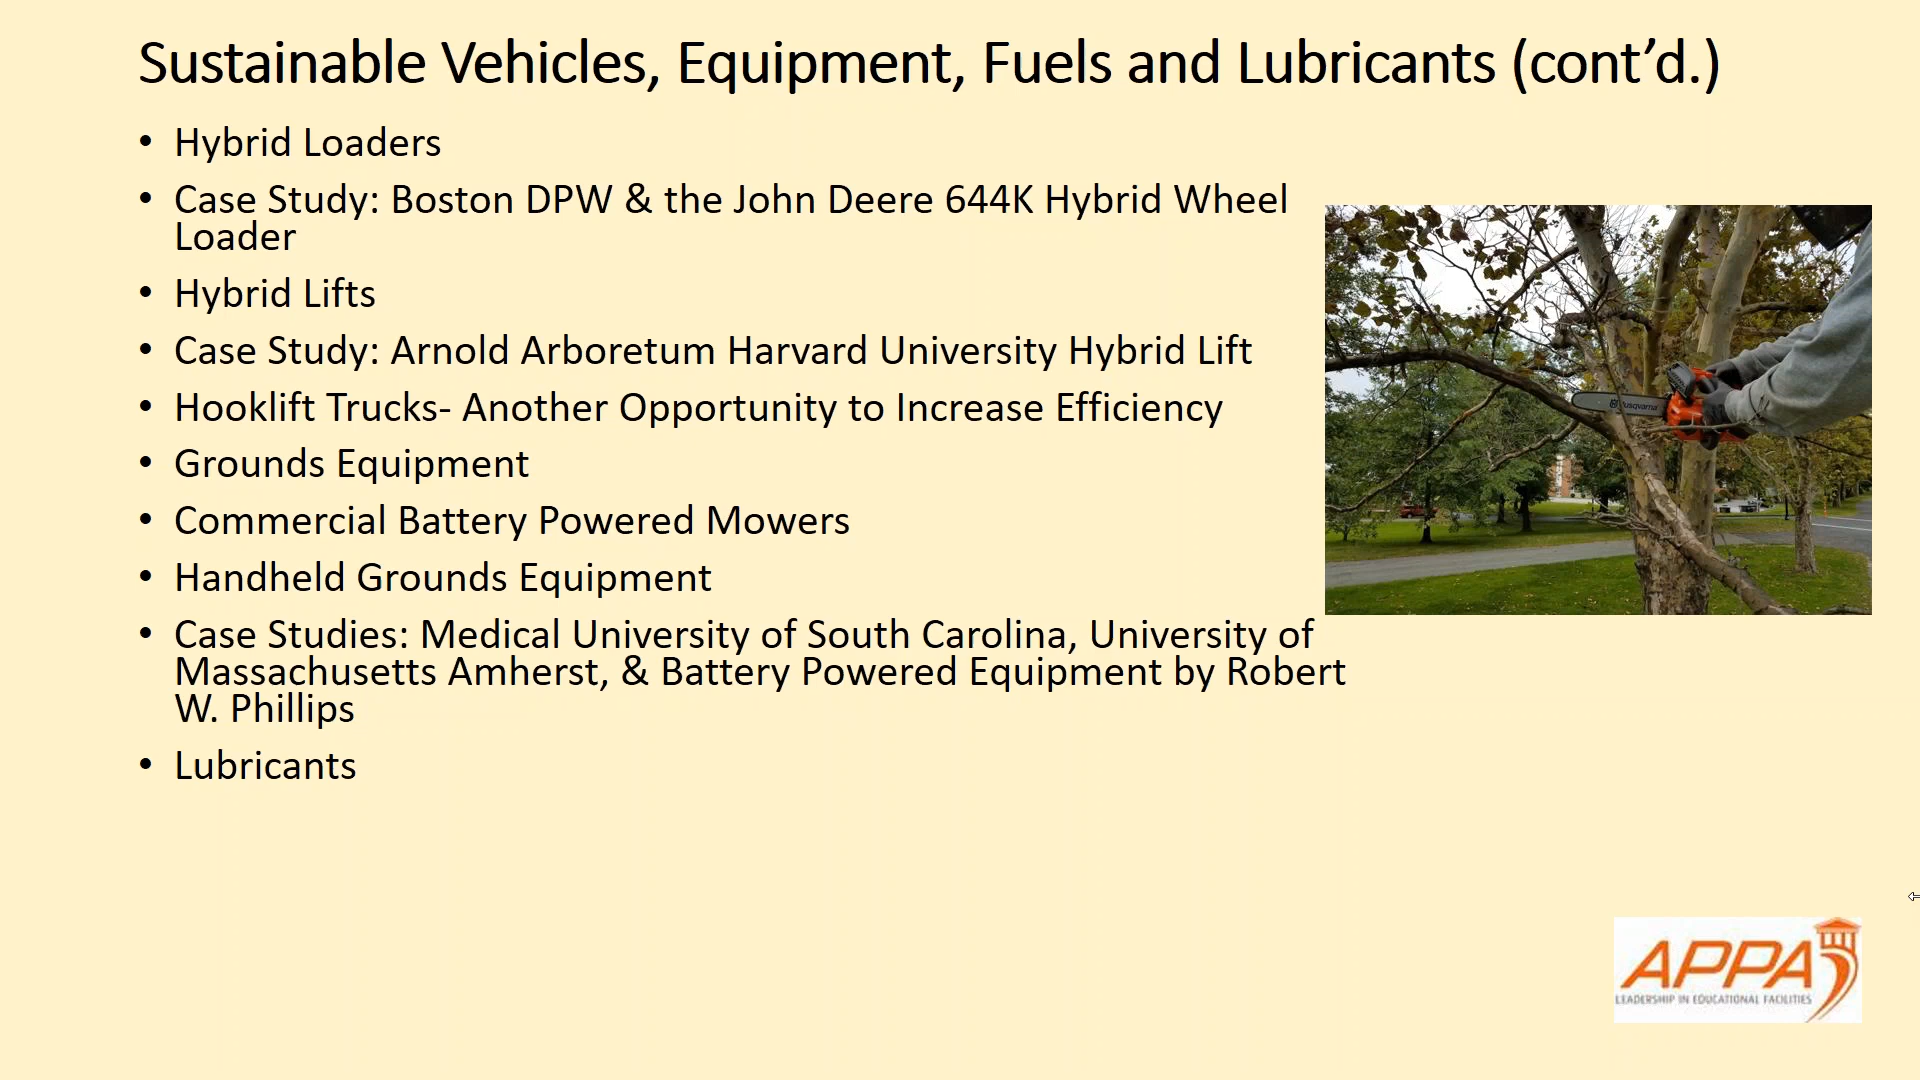 Sustainable Vehicles, Equipment, Fuels and Lubricants (cont’d.)
• Hybrid Loaders
• Case Study: Boston DPW & the John Deere 644K Hybrid Wheel
Loader
• Hybrid Lifts
• Case Study: Arnold Arboretum Harvard University Hybrid Lift
• Hooklift Trucks- Another Opportunity to Increase Efficiency
• Grounds Equipment
• Commercial Battery Powered Mowers
• Handheld Grounds Equipment
• Case Studies: Medical University of South Carolina, University of
Massachusetts Amherst, & Battery Powered Equipment by Robert
W. Phillips
• Lubricants
Husqvarna
APPA
LEADERSHIP IN EDUCATIONAL FACILITIES